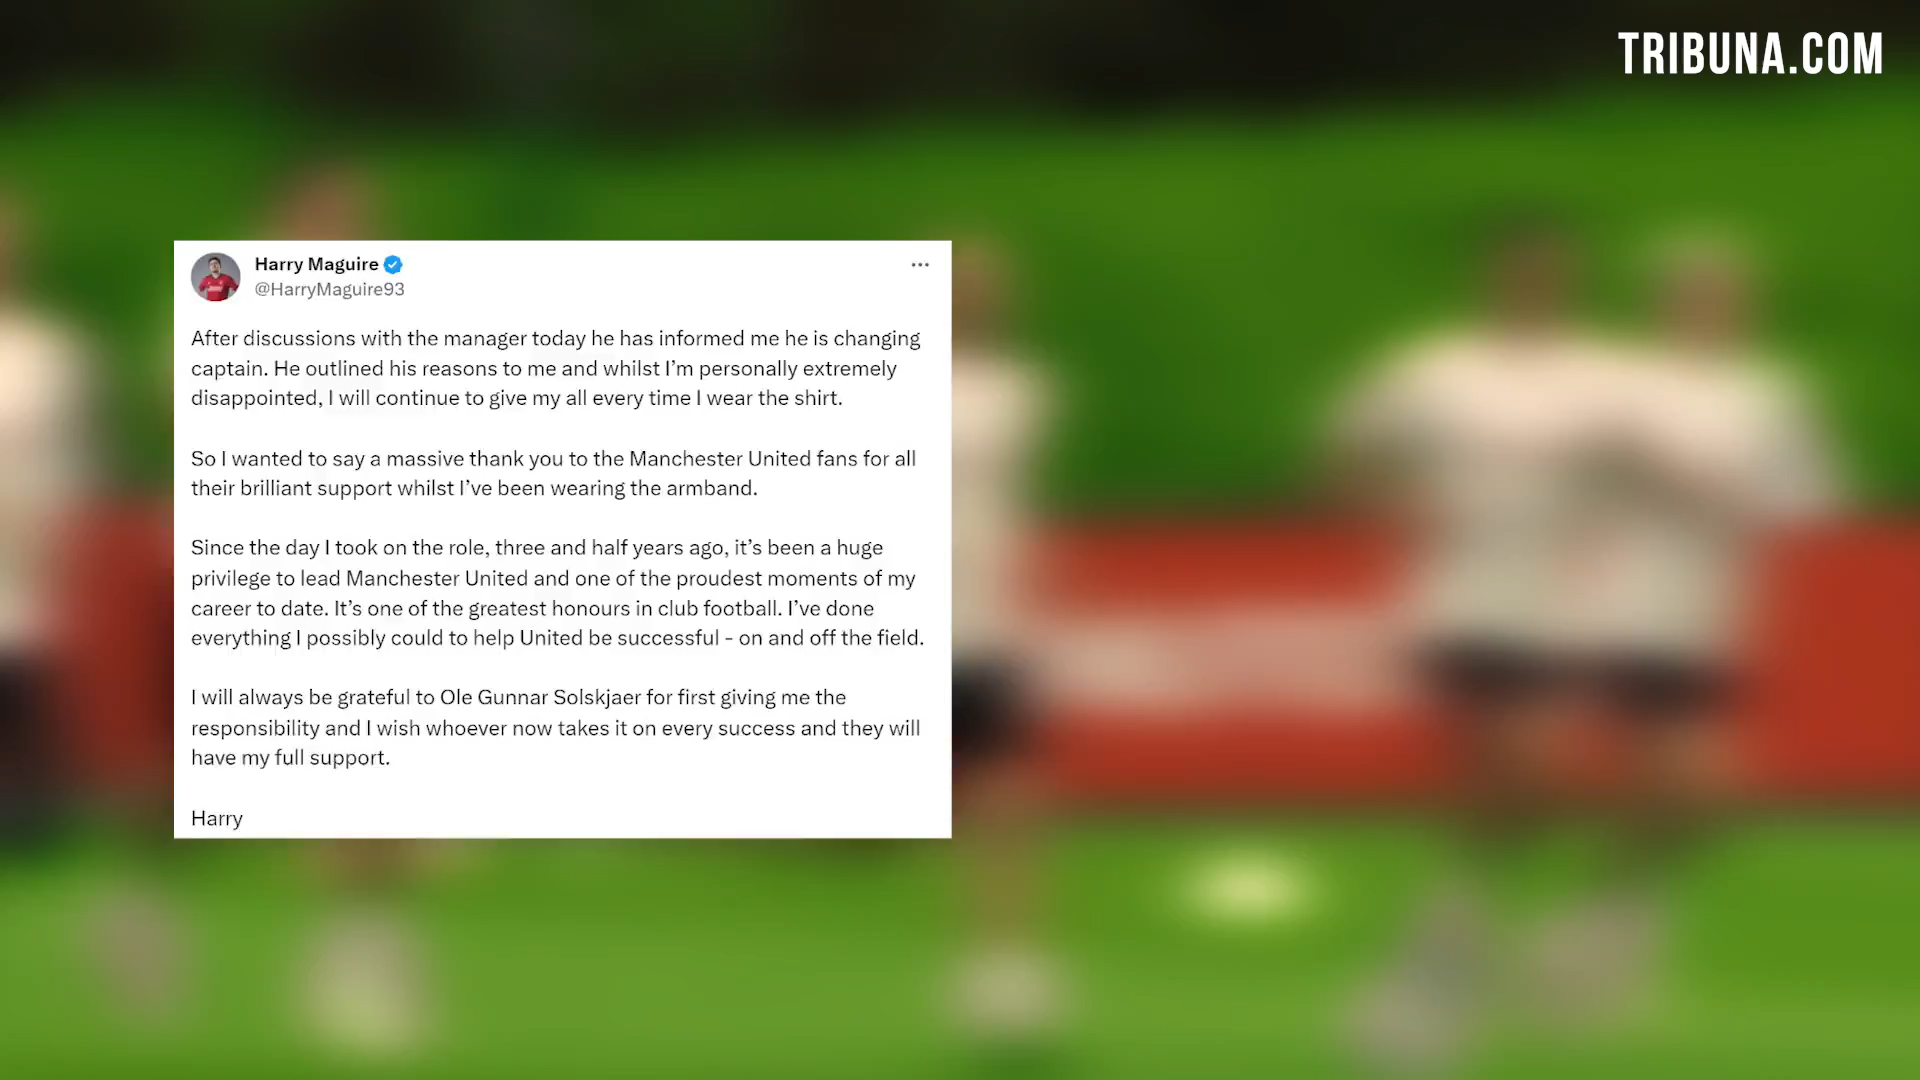 TRIBUNA.COM
Harry Maguire
@HarryMaguire93
After discussions with the manager today he has informed me he is changing
captain. He outlined his reasons to me and whilst I’m personally extremely
disappointed, I will continue to give my all every time I wear the shirt.
So I wanted to say a massive thank you to the Manchester United fans for all
their brilliant support whilst I’ve been wearing the armband.
Since the day I took on the role, three and half years ago, it’s been a huge
privilege to lead Manchester United and one of the proudest moments of my
career to date. It’s one of the greatest honours in club football. I’ve done
everything I possibly could to help United be successful - on and off the field.
I will always be grateful to Ole Gunnar Solskjaer for first giving me the
responsibility and I wish whoever now takes it on every success and they will
have my full support.
Harry